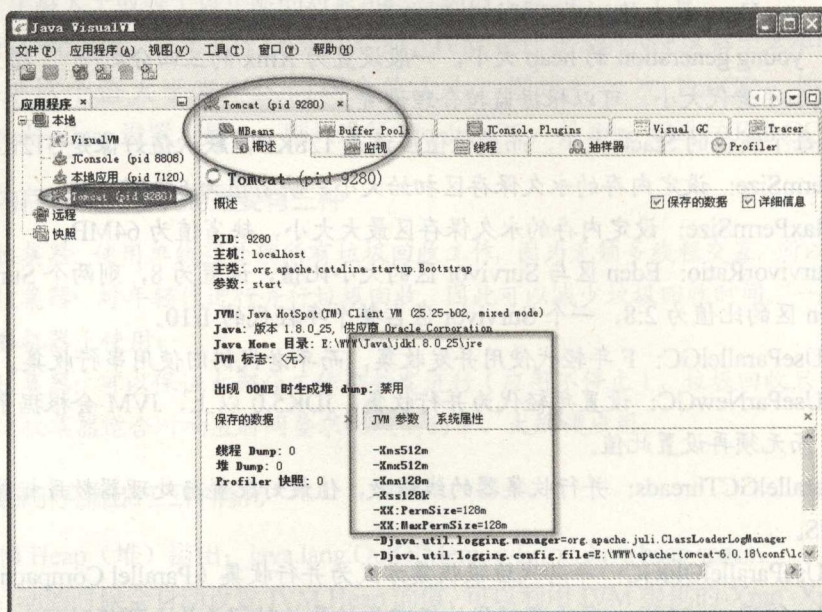 Java VisualVM
文件(F) 应用程序(A) 视图(V) 工具(T) 窗口(W) 帮助(H)
应用程序
本地
VisualVM
JConsole (pid 8808)
本地应用 (pid 7120)
Tomcat (pid 9280)
远程
快照
Tomcat (pid 9280)
MBeans Buffer Pools JConsole Plugins Visual GC Tracer
概述 监视 线程 抽样器 Profiler
Tomcat (pid 9280)
概述
保存的数据 详细信息
PID: 9280
主机: localhost
主类: org.apache.catalina.startup.Bootstrap
参数: start
JVM: Java HotSpot(TM) Client VM (25.25-b02, mixed mode)
Java: 版本 1.8.0_25, 供应商 Oracle Corporation
Java Home 目录: E:\WWW\Java\jdk1.8.0_25\jre
JVM 标志: <无>
出现 OOME 时生成堆 dump: 禁用
保存的数据
线程 Dump: 0
堆 Dump: 0
Profiler 快照: 0
JVM 参数 系统属性
-Xms512m
-Xmx512m
-Xmn128m
-Xss128k
-XX:PermSize=128m
-XX:MaxPermSize=128m
-Djava.util.logging.manager=org.apache.juli.ClassLoaderLogManager
-Djava.util.logging.config.file=E:\WWW\apache-tomcat-6.0.18\conf\lo